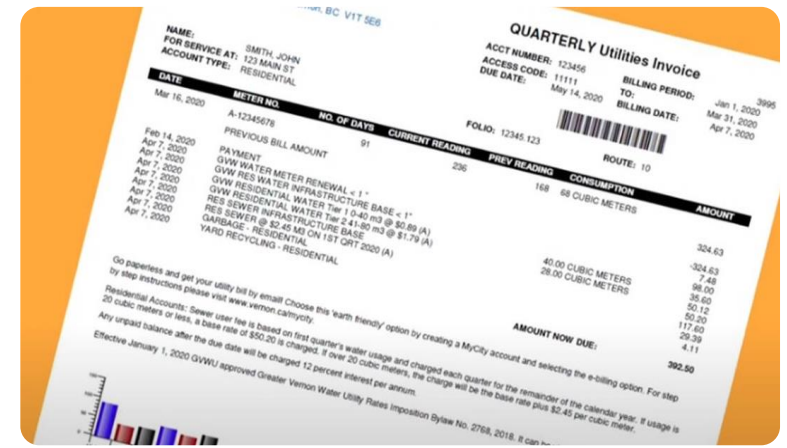 non, BC V1T 5E6
QUARTERLY Utilities Invoice
3995
NAME: SMITH, JOHN
FOR SERVICE AT: 123 MAIN ST
ACCOUNT TYPE: RESIDENTIAL
ACCT NUMBER: 123456
ACCESS CODE: 11111
DUE DATE: May 14, 2020
BILLING PERIOD: Jan 1, 2020
TO: Mar 31, 2020
BILLING DATE: Apr 7, 2020
FOLIO: 12345.123
ROUTE: 10
DATE METER NO. NO. OF DAYS CURRENT READING PREV READING CONSUMPTION AMOUNT
Mar 16, 2020 A-12345678 91 236 168 68 CUBIC METERS
PREVIOUS BILL AMOUNT 324.63
Feb 14, 2020 PAYMENT -324.63
Apr 7, 2020 GVW WATER METER RENEWAL < 1" 7.48
Apr 7, 2020 GVW RES WATER INFRASTRUCTURE BASE < 1" 98.00
Apr 7, 2020 GVW RESIDENTIAL WATER Tier 1 0-40 m3 @ $0.89 (A) 40.00 CUBIC METERS 35.60
Apr 7, 2020 GVW RESIDENTIAL WATER Tier 2 41-80 m3 @ $1.79 (A) 28.00 CUBIC METERS 50.12
Apr 7, 2020 RES SEWER INFRASTRUCTURE BASE 50.20
Apr 7, 2020 RES SEWER @ $2.45 M3 ON 1ST QRT 2020 (A) 117.60
Apr 7, 2020 GARBAGE - RESIDENTIAL 29.39
Apr 7, 2020 YARD RECYCLING - RESIDENTIAL 4.11
AMOUNT NOW DUE: 392.50
Go paperless and get your utility bill by email! Choose this 'earth friendly' option by creating a MyCity account and selecting the e-billing option. For step
by step instructions please visit www.vernon.ca/mycity.
Residential Accounts: Sewer user fee is based on first quarter's water usage and charged each quarter for the remainder of the calendar year. If usage is
20 cubic meters or less, a base rate of $50.20 is charged. If over 20 cubic meters, the charge will be the base rate plus $2.45 per cubic meter.
Any unpaid balance after the due date will be charged 12 percent interest per annum.
Effective January 1, 2020 GVWU approved Greater Vernon Water Utility Rates Imposition Bylaw No. 2768, 2018. It can be